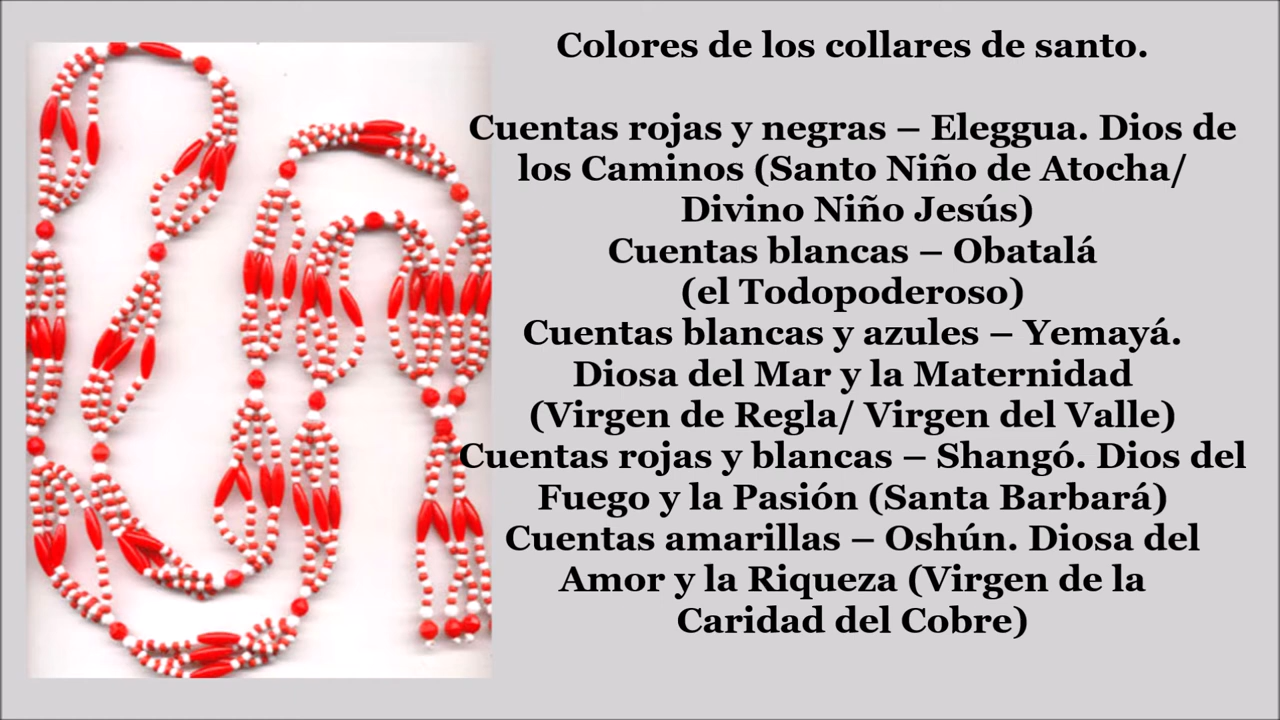 Colores de los collares de santo.
Cuentas rojas y negras – Eleggua. Dios de
los Caminos (Santo Niño de Atocha/
Divino Niño Jesús)
Cuentas blancas – Obatalá
(el Todopoderoso)
Cuentas blancas y azules – Yemayá.
Diosa del Mar y la Maternidad
(Virgen de Regla/ Virgen del Valle)
Cuentas rojas y blancas – Shangó. Dios del
Fuego y la Pasión (Santa Barbará)
Cuentas amarillas – Oshún. Diosa del
Amor y la Riqueza (Virgen de la
Caridad del Cobre)